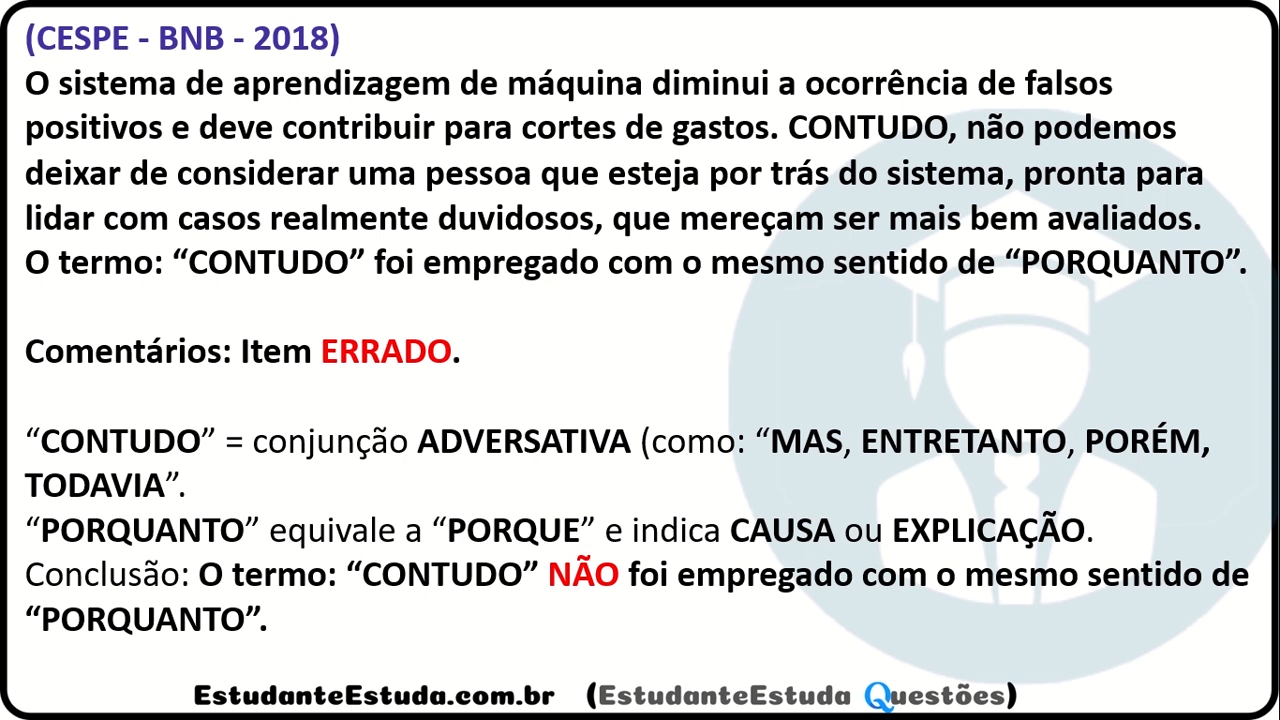 (CESPE - BNB - 2018)
O sistema de aprendizagem de máquina diminui a ocorrência de falsos
positivos e deve contribuir para cortes de gastos. CONTUDO, não podemos
deixar de considerar uma pessoa que esteja por trás do sistema, pronta para
lidar com casos realmente duvidosos, que mereçam ser mais bem avaliados.
O termo: “CONTUDO” foi empregado com o mesmo sentido de “PORQUANTO”.
Comentários: Item ERRADO.
“CONTUDO” = conjunção ADVERSATIVA (como: “MAS, ENTRETANTO, PORÉM,
TODAVIA”.
“PORQUANTO” equivale a “PORQUE” e indica CAUSA ou EXPLICAÇÃO.
Conclusão: O termo: “CONTUDO” NÃO foi empregado com o mesmo sentido de
“PORQUANTO”.
EstudanteEstuda.com.br (EstudanteEstuda Questões)